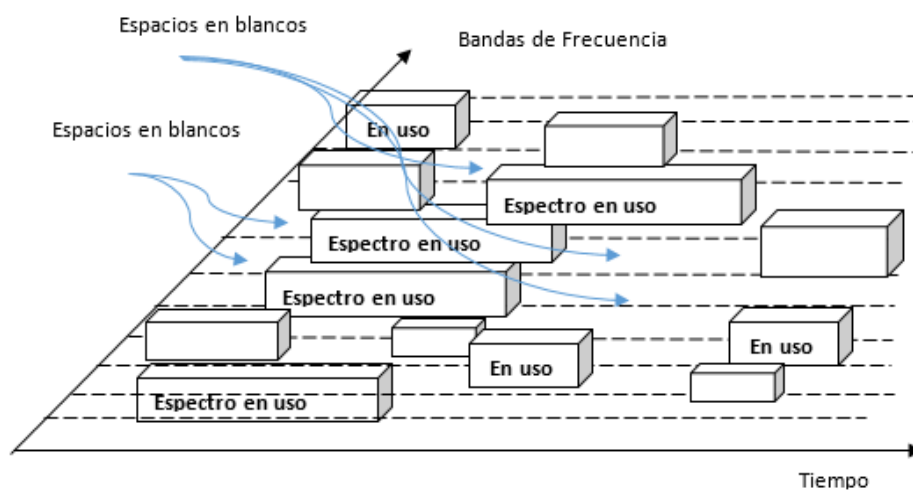 Espacios en blancos
Bandas de Frecuencia
Espacios en blancos
En uso
Espectro en uso
Espectro en uso
Espectro en uso
En uso
En uso
Espectro en uso
Tiempo